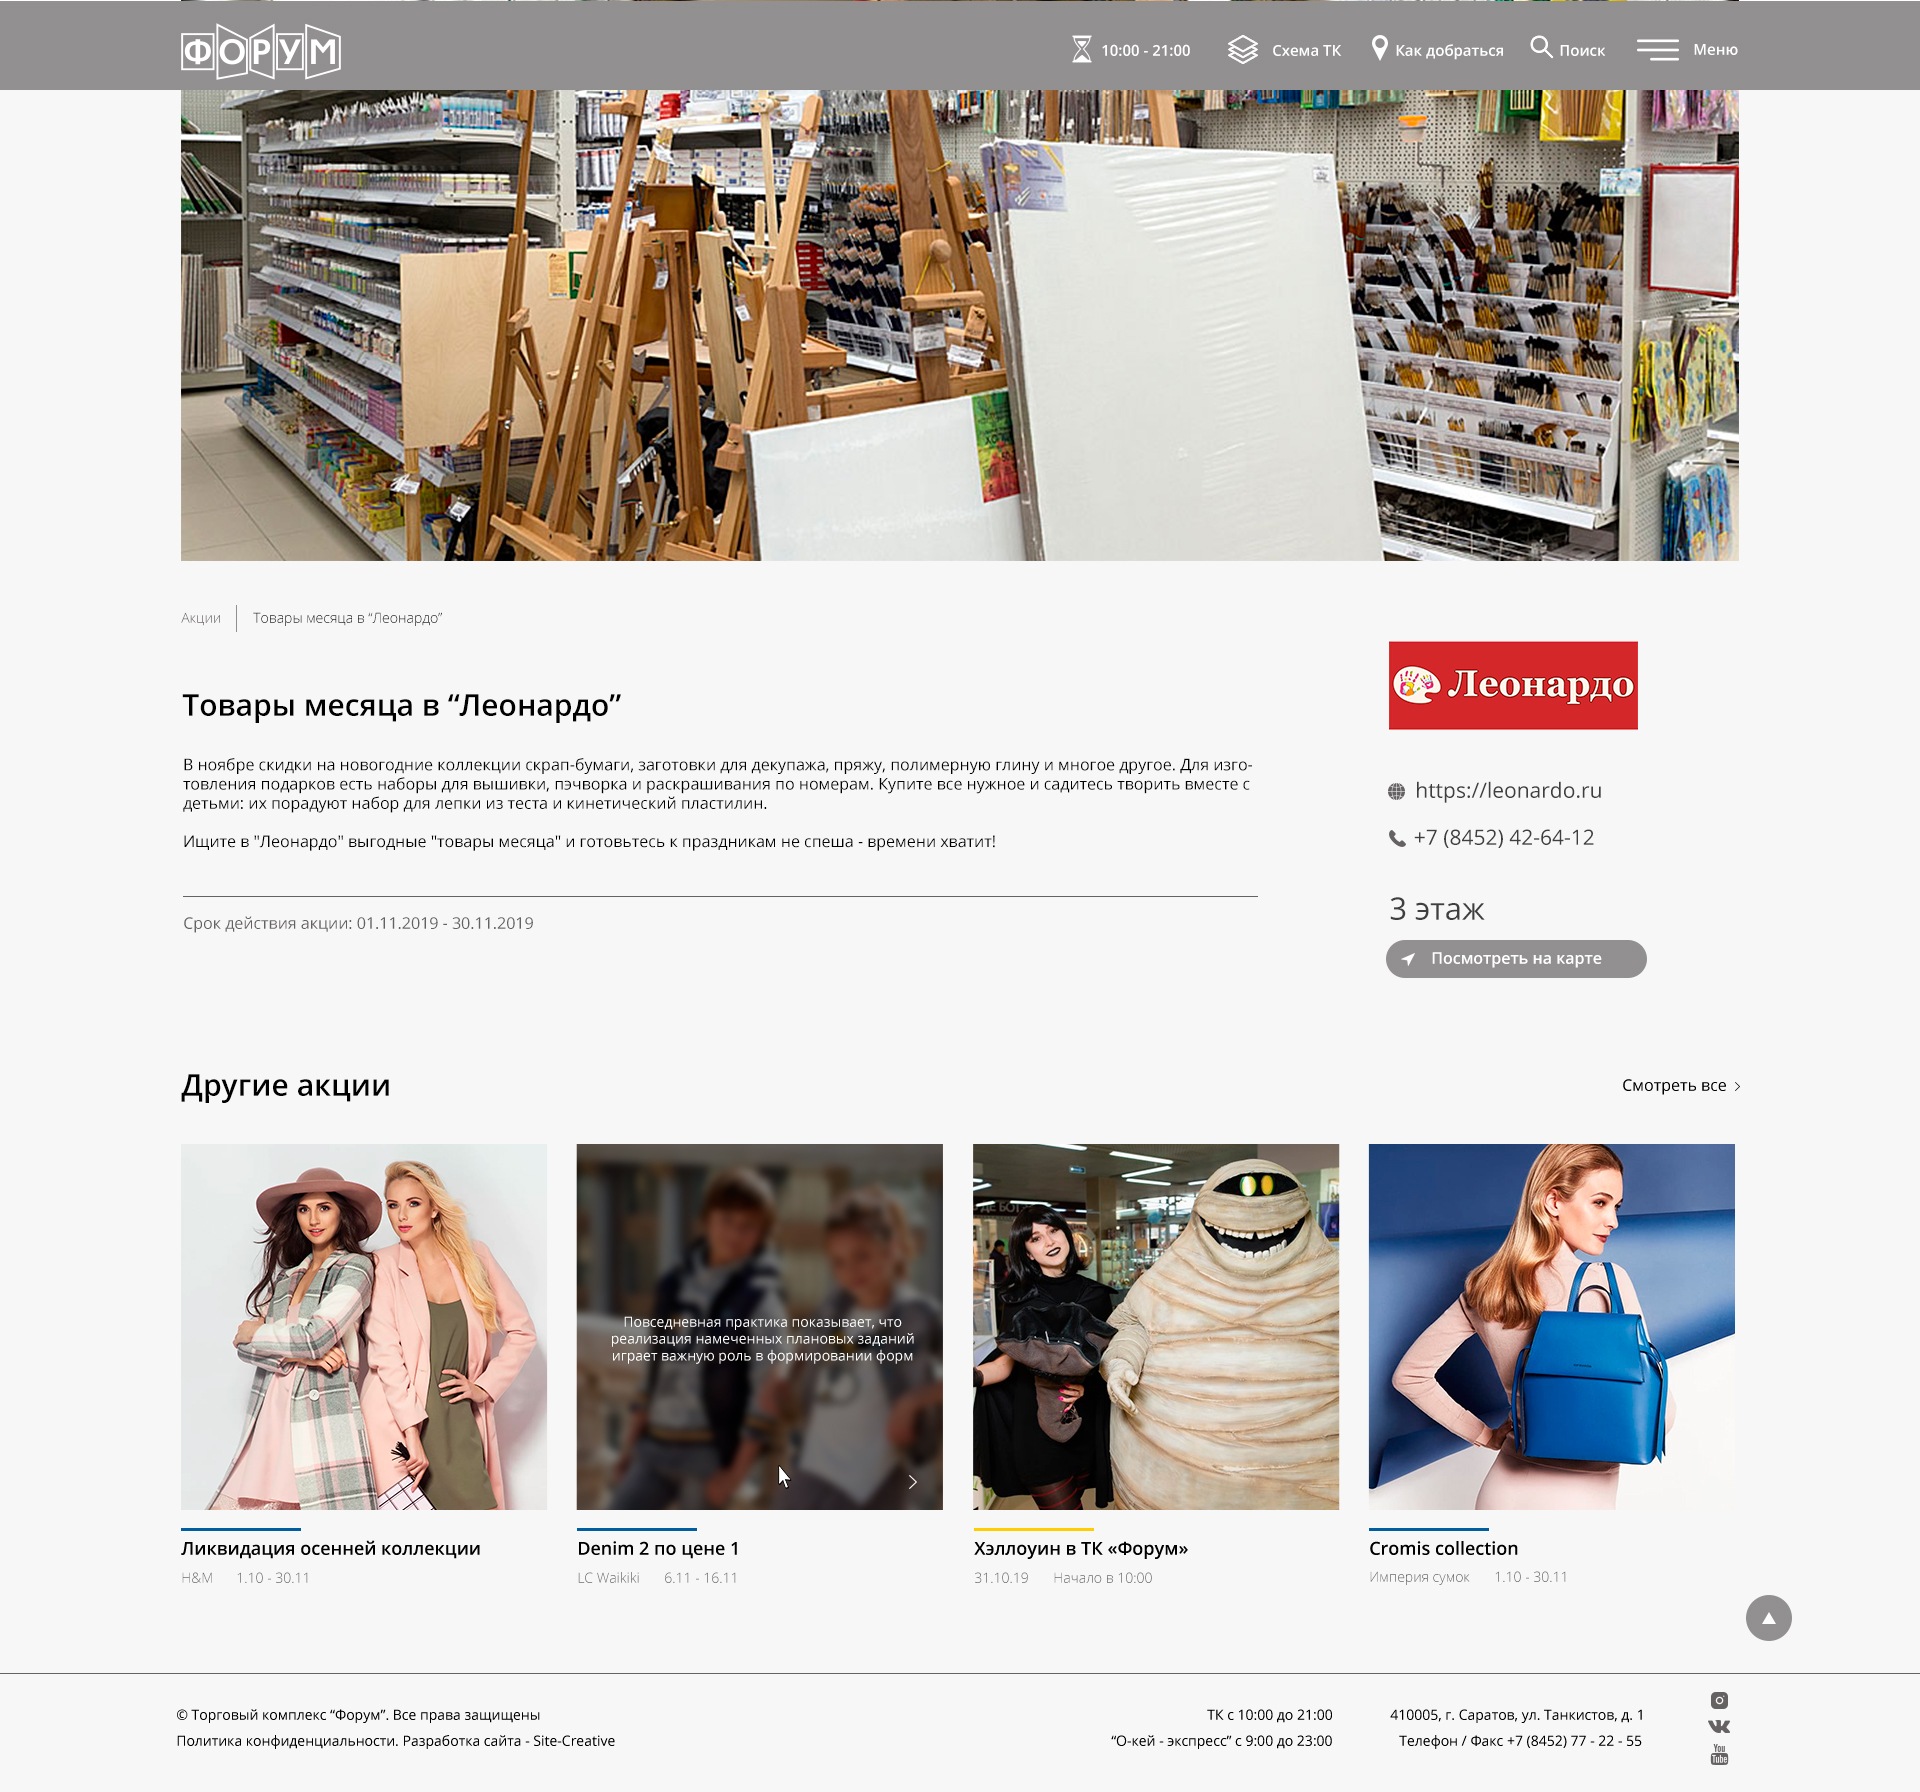 ФОРУМ
10:00 - 21:00
Схема ТК
Как добраться
Поиск
Меню
Акции
Товары месяца в “Леонардо”
Леонардо
Товары месяца в “Леонардо”
В ноябре скидки на новогодние коллекции скрап-бумаги, заготовки для декупажа, пряжу, полимерную глину и многое другое. Для изго-
товления подарков есть наборы для вышивки, пэчворка и раскрашивания по номерам. Купите все нужное и садитесь творить вместе с
детьми: их порадуют набор для лепки из теста и кинетический пластилин.
Ищите в "Леонардо" выгодные "товары месяца" и готовьтесь к праздникам не спеша - времени хватит!
Срок действия акции: 01.11.2019 - 30.11.2019
https://leonardo.ru
+7 (8452) 42-64-12
3 этаж
Посмотреть на карте
Другие акции
Смотреть все
Повседневная практика показывает, что
реализация намеченных плановых заданий
играет важную роль в формировании форм
Ликвидация осенней коллекции
H&M 1.10 - 30.11
Denim 2 по цене 1
LC Waikiki 6.11 - 16.11
Хэллоуин в ТК «Форум»
31.10.19 Начало в 10:00
Cromis collection
Империя сумок 1.10 - 30.11
© Торговый комплекс “Форум”. Все права защищены
Политика конфиденциальности. Разработка сайта - Site-Creative
ТК с 10:00 до 21:00
“О-кей - экспресс” с 9:00 до 23:00
410005, г. Саратов, ул. Танкистов, д. 1
Телефон / Факс +7 (8452) 77 - 22 - 55
You
Tube